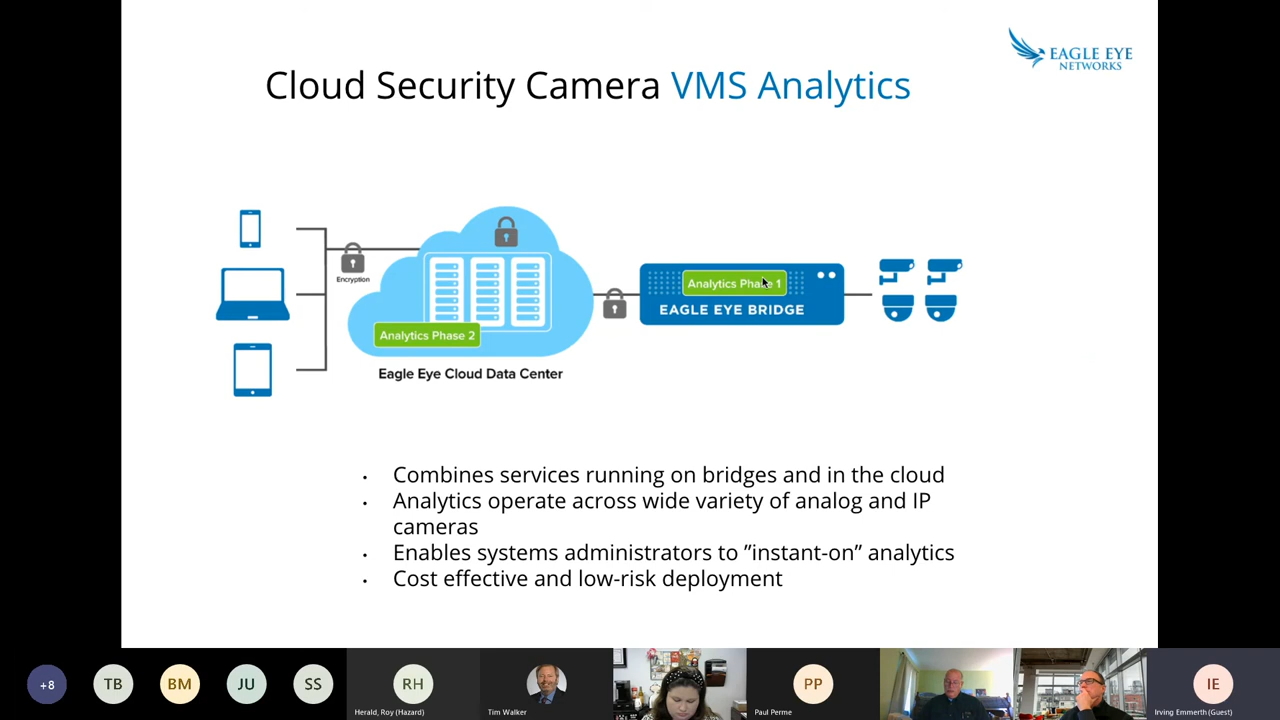 EAGLE EYE
NETWORKS
Cloud Security Camera VMS Analytics
Encryption
Analytics Phase 1
EAGLE EYE BRIDGE
Analytics Phase 2
Eagle Eye Cloud Data Center
• Combines services running on bridges and in the cloud
• Analytics operate across wide variety of analog and IP
cameras
• Enables systems administrators to ”instant-on” analytics
• Cost effective and low-risk deployment
+8
TB
BM
JU
SS
RH
Herald, Roy (Hazard)
Tim Walker
PP
Paul Perme
IE
Irving Emmerth (Guest)